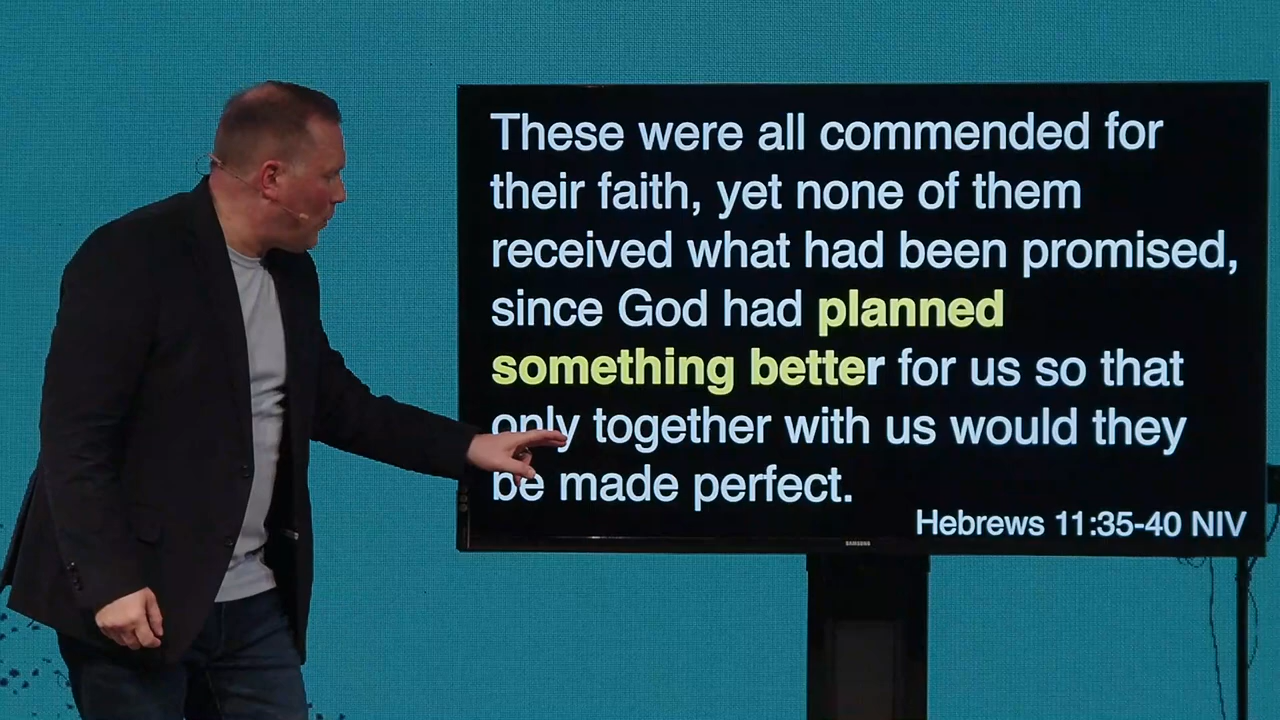 These were all commended for
their faith, yet none of them
received what had been promised,
since God had planned
something better for us so that
only together with us would they
be made perfect.
Hebrews 11:35-40 NIV
SAMSUNG